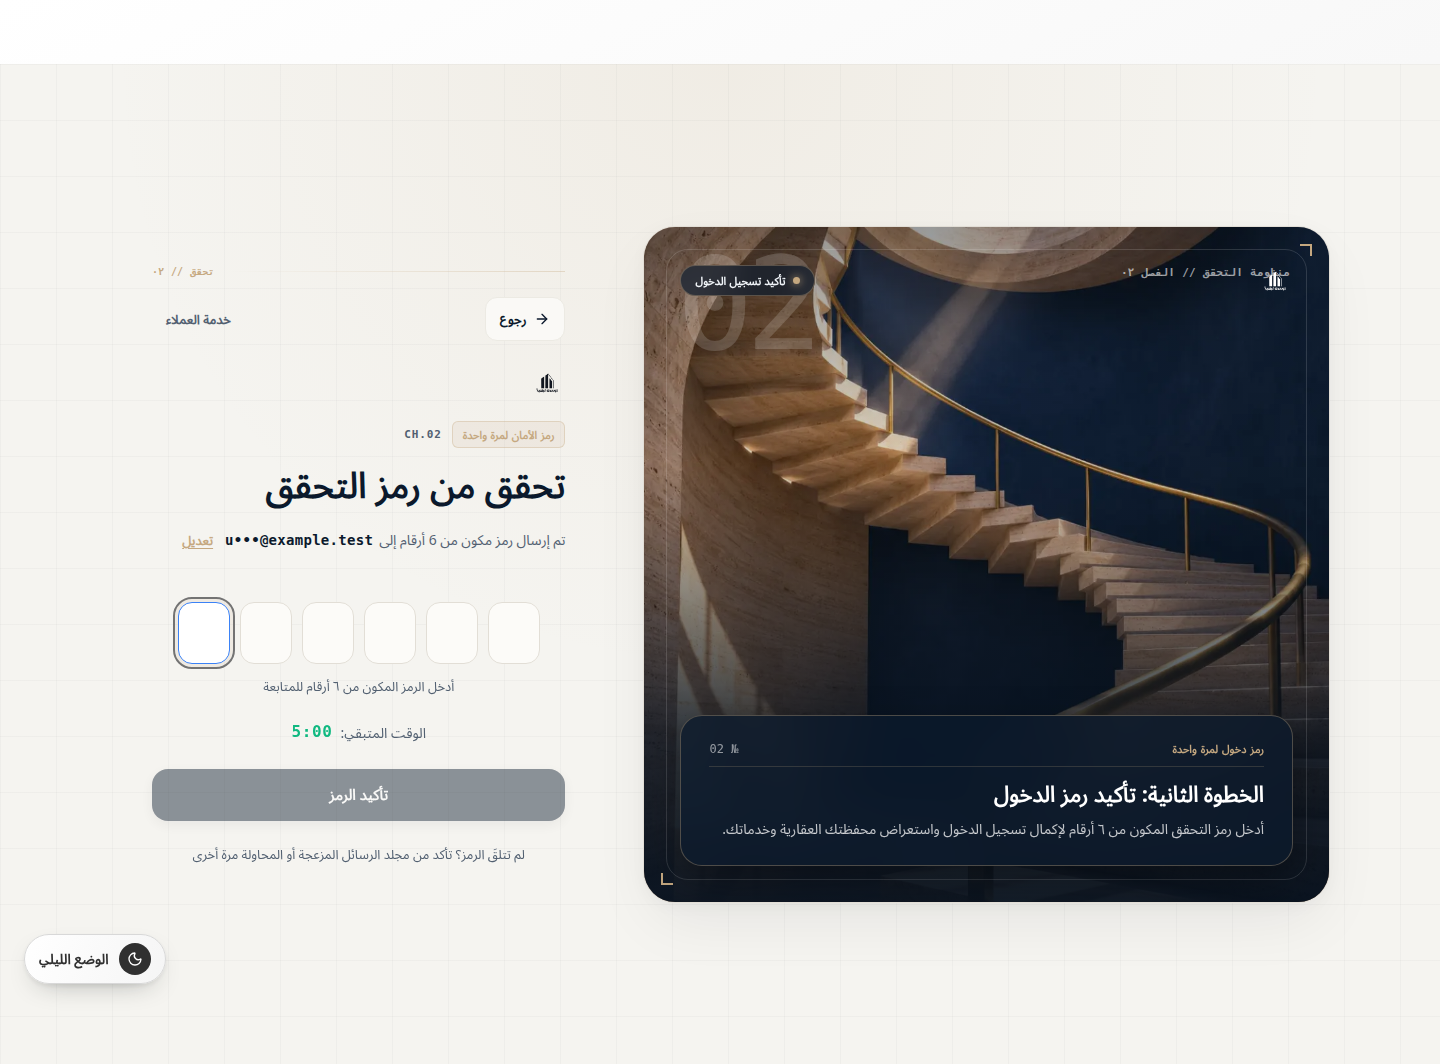 منظومة التحقق // الفصل ٠٢
تأكيد تسجيل الدخول
02
رمز دخول لمرة واحدة
№ 02
الخطوة الثانية: تأكيد رمز الدخول
أدخل رمز التحقق المكون من ٦ أرقام لإكمال تسجيل الدخول واستعراض محفظتك العقارية وخدماتك.
تحقق // ٠٢
رجوع
خدمة العملاء
رمز الأمان لمرة واحدة
CH.02
تحقق من رمز التحقق
تم إرسال رمز مكون من 6 أرقام إلى u•••@example.test تعديل
أدخل الرمز المكون من ٦ أرقام للمتابعة
الوقت المتبقي: 5:00
تأكيد الرمز
لم تتلقَ الرمز؟ تأكد من مجلد الرسائل المزعجة أو المحاولة مرة أخرى
الوضع الليلي